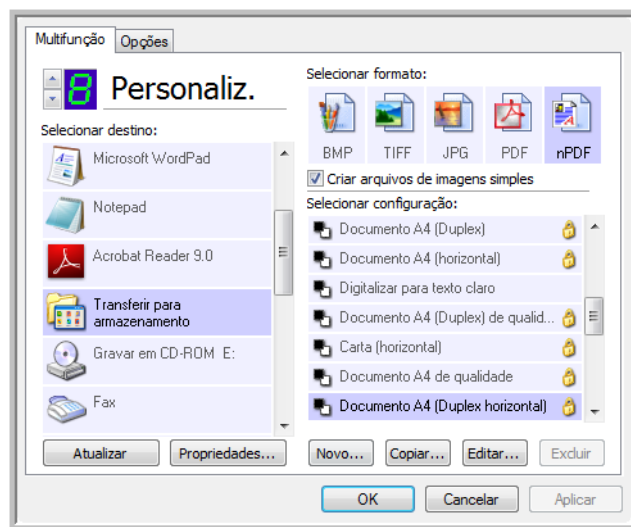 Multifunção
Opções
8
Personaliz.
Selecionar destino:
Microsoft WordPad
Notepad
Acrobat Reader 9.0
Transferir para
armazenamento
Gravar em CD-ROM E:
Fax
Atualizar
Propriedades...
Selecionar formato:
BMP TIFF JPG PDF nPDF
Criar arquivos de imagens simples
Selecionar configuração:
Documento A4 (Duplex)
Documento A4 (horizontal)
Digitalizar para texto claro
Documento A4 (Duplex) de qualid...
Carta (horizontal)
Documento A4 de qualidade
Documento A4 (Duplex horizontal)
Novo... Copiar... Editar... Excluir
OK Cancelar Aplicar